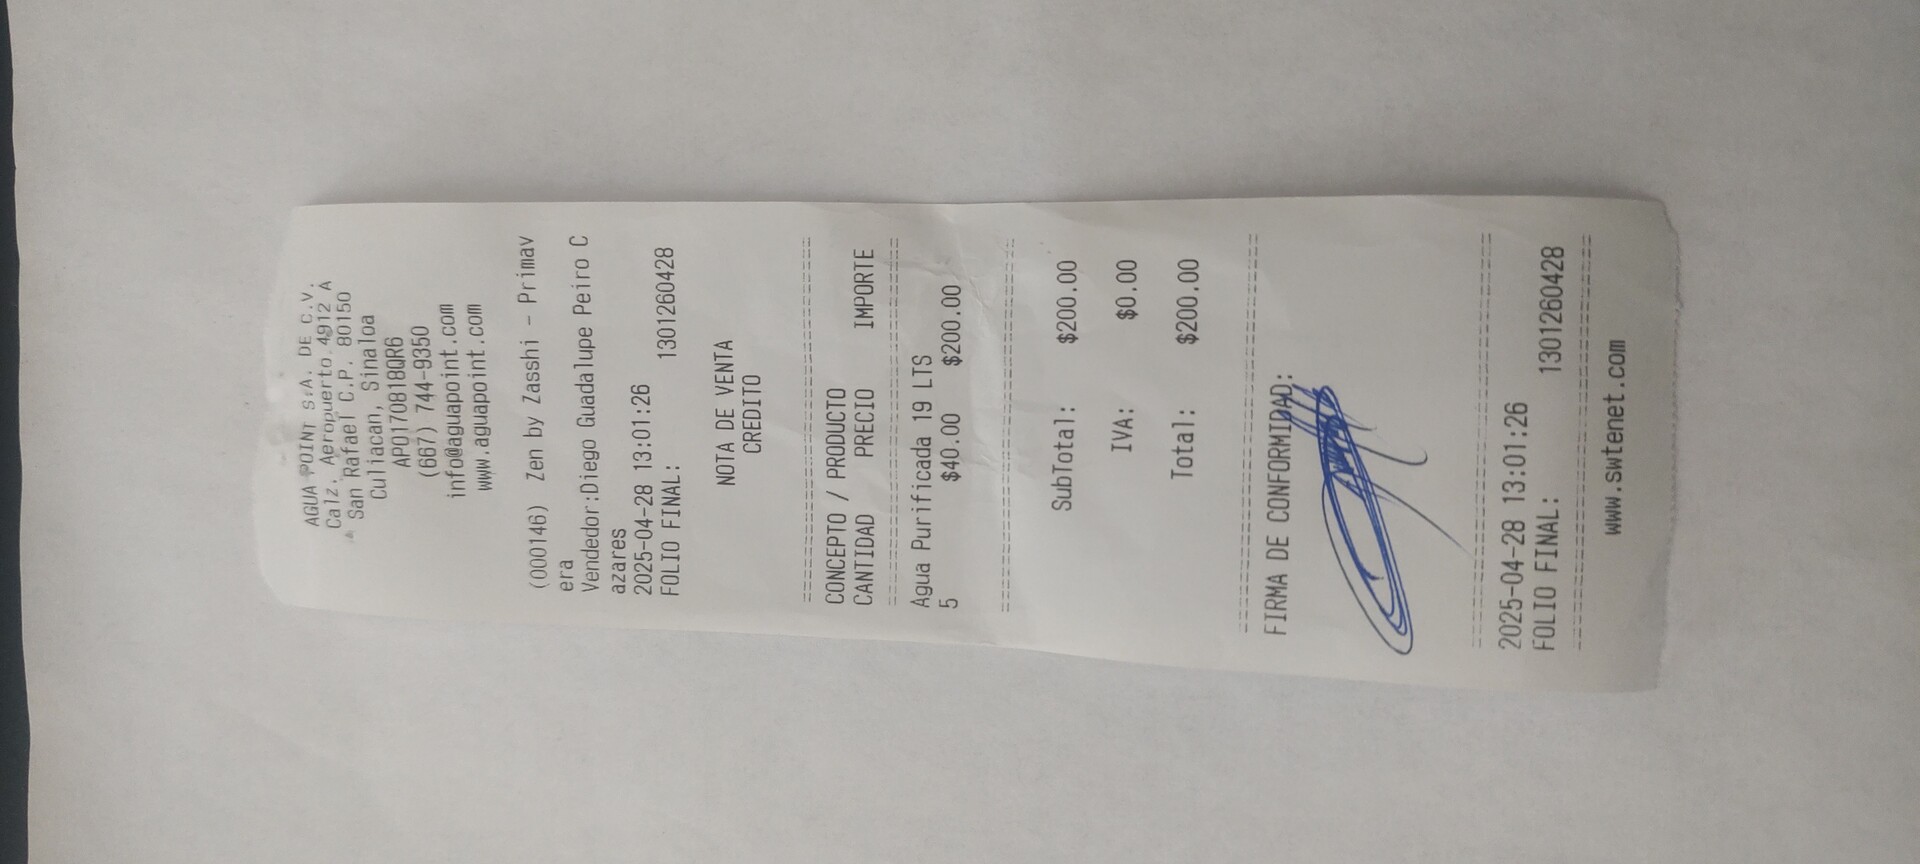 AGUA POINT S.A. DE C.V.
Calz. Aeropuerto 4912 A
San Rafael C.P. 80150
Culiacan, Sinaloa
APO170818QR6
(667) 744-9350
info@aguapoint.com
www.aguapoint.com
(000146) Zen by Zasshi - Primav
era
Vendedor:Diego Guadalupe Peiro C
azares
2025-04-28 13:01:26
FOLIO FINAL: 1301260428
NOTA DE VENTA
CREDITO
CONCEPTO / PRODUCTO
CANTIDAD PRECIO IMPORTE
Agua Purificada 19 LTS
5 $40.00 $200.00
SubTotal: $200.00
IVA: $0.00
Total: $200.00
FIRMA DE CONFORMIDAD:
2025-04-28 13:01:26
FOLIO FINAL: 1301260428
www.swtenet.com